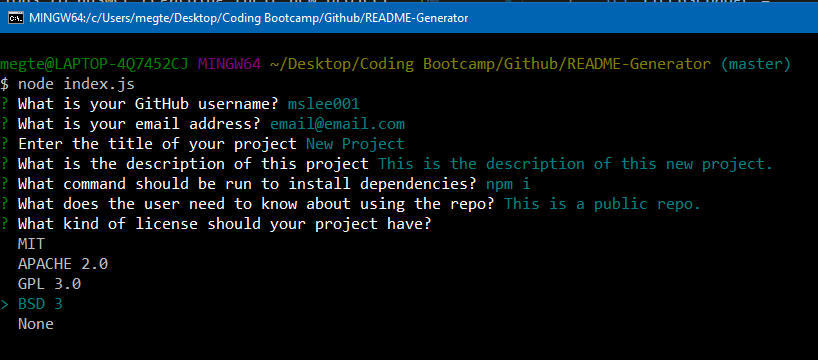 MINGW64:/c/Users/megte/Desktop/Coding Bootcamp/Github/README-Generator
megte@LAPTOP-4Q7452CJ MINGW64 ~/Desktop/Coding Bootcamp/Github/README-Generator (master)
$ node index.js
? What is your GitHub username? mslee001
? What is your email address? email@email.com
? Enter the title of your project New Project
? What is the description of this project This is the description of this new project.
? What command should be run to install dependencies? npm i
? What does the user need to know about using the repo? This is a public repo.
? What kind of license should your project have?
MIT
APACHE 2.0
GPL 3.0
> BSD 3
None